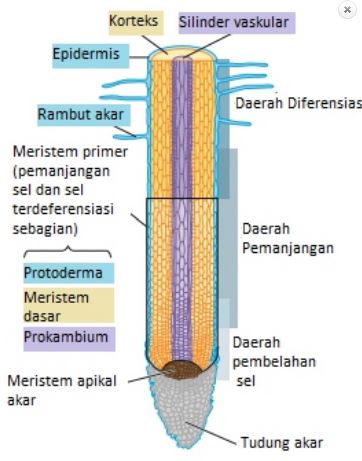 Korteks
Silinder vaskular
Epidermis
Daerah Diferensias
Rambut akar
Meristem primer
(pemanjangan
sel dan sel
terdeferensiasi
sebagian)
Daerah
Pemanjangan
Protoderma
Meristem
dasar
Prokambium
Daerah
pembelahan
sel
Meristem apikal
akar
Tudung akar